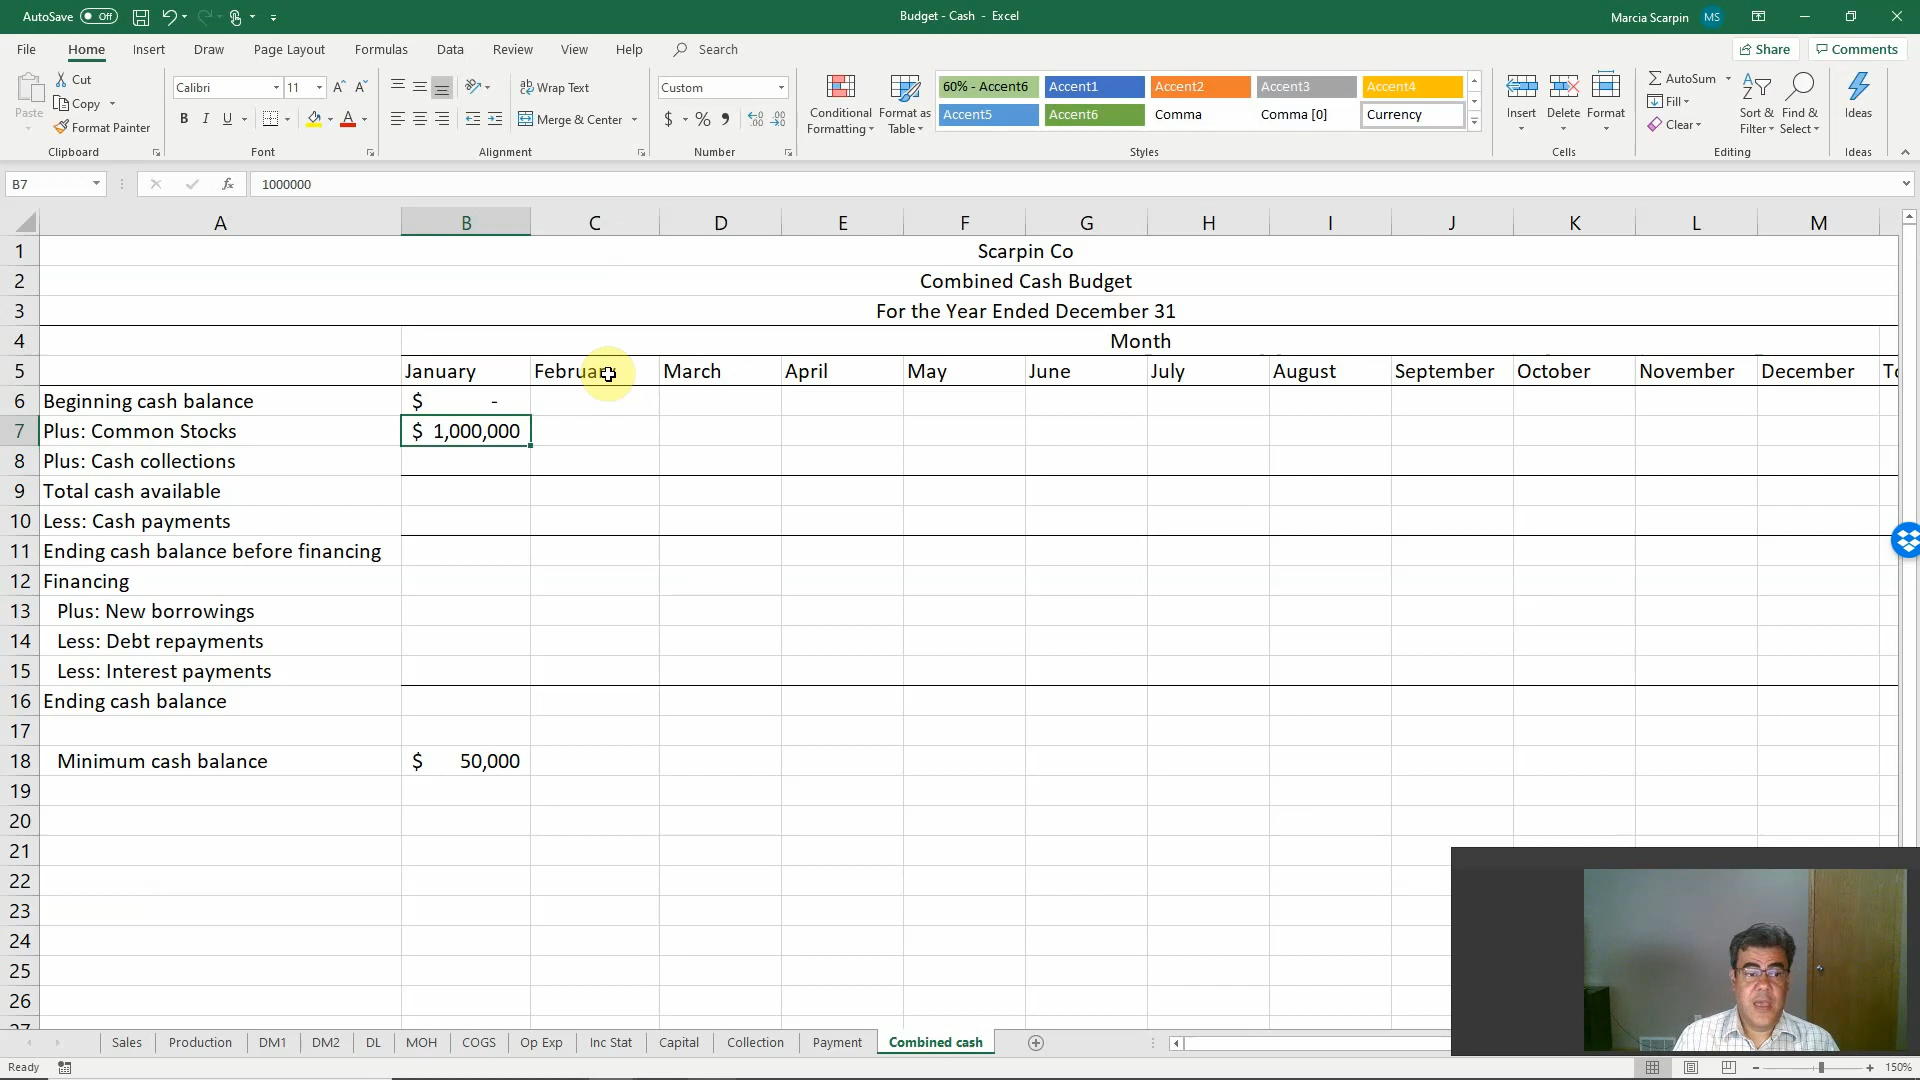 AutoSave Off
Budget - Cash - Excel
Marcia Scarpin MS
File Home Insert Draw Page Layout Formulas Data Review View Help Search
Share Comments
Paste
Cut
Copy
Format Painter
Clipboard
Calibri 11
B I U
Font
Wrap Text
Merge & Center
Alignment
Custom
$ % ,
Number
Conditional Formatting
Format as Table
60% - Accent6 Accent1 Accent2 Accent3 Accent4
Accent5 Accent6 Comma Comma [0] Currency
Styles
Insert Delete Format
Cells
AutoSum
Fill
Clear
Sort & Filter
Find & Select
Editing
Ideas
Ideas
B7 fx 1000000
A B C D E F G H I J K L M
1 Scarpin Co
2 Combined Cash Budget
3 For the Year Ended December 31
4 Month
5 January February March April May June July August September October November December
6 Beginning cash balance $ -
7 Plus: Common Stocks $ 1,000,000
8 Plus: Cash collections
9 Total cash available
10 Less: Cash payments
11 Ending cash balance before financing
12 Financing
13 Plus: New borrowings
14 Less: Debt repayments
15 Less: Interest payments
16 Ending cash balance
17
18 Minimum cash balance $ 50,000
19
20
21
22
23
24
25
26
Sales Production DM1 DM2 DL MOH COGS Op Exp Inc Stat Capital Collection Payment Combined cash
Ready
150%